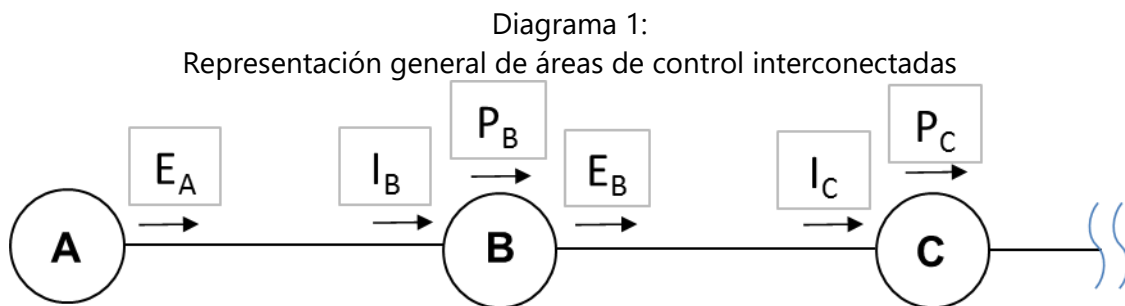 Diagrama 1:
Representación general de áreas de control interconectadas
E_A
I_B
P_B
E_B
I_C
P_C
A
B
C